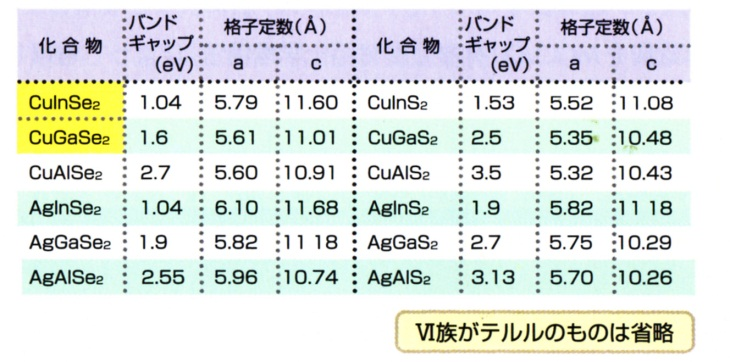 化合物 バンドギャップ(eV) 格子定数(Å) 化合物 バンドギャップ(eV) 格子定数(Å)
a c a c
CuInSe₂ 1.04 5.79 11.60 CuInS₂ 1.53 5.52 11.08
CuGaSe₂ 1.6 5.61 11.01 CuGaS₂ 2.5 5.35 10.48
CuAlSe₂ 2.7 5.60 10.91 CuAlS₂ 3.5 5.32 10.43
AgInSe₂ 1.04 6.10 11.68 AgInS₂ 1.9 5.82 11 18
AgGaSe₂ 1.9 5.82 11 18 AgGaS₂ 2.7 5.75 10.29
AgAlSe₂ 2.55 5.96 10.74 AgAlS₂ 3.13 5.70 10.26
Ⅵ族がテルルのものは省略